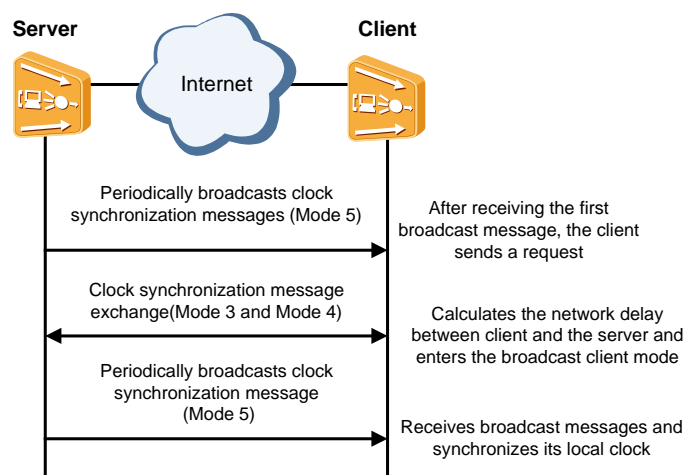 Server
Client
Internet
Periodically broadcasts clock
synchronization messages (Mode 5)
After receiving the first
broadcast message, the client
sends a request
Clock synchronization message
exchange(Mode 3 and Mode 4)
Calculates the network delay
between client and the server and
enters the broadcast client mode
Periodically broadcasts clock
synchronization message
(Mode 5)
Receives broadcast messages and
synchronizes its local clock